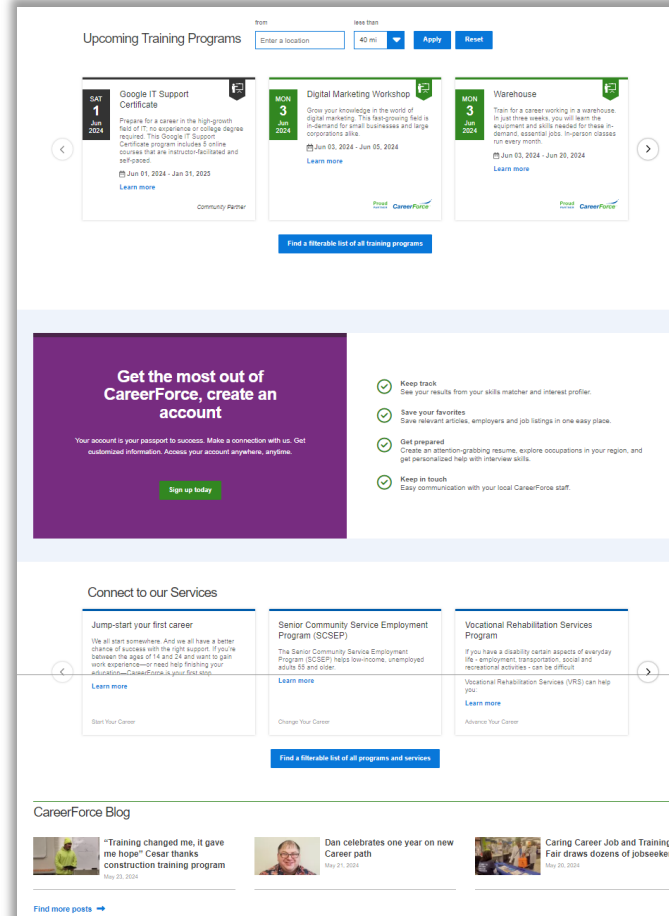 from
less than
Upcoming Training Programs
Enter a location
40 mi
Apply
Reset
SAT
1
Jun
2024
Google IT Support
Certificate
Prepare for a career in the high-growth
field of IT; no experience or college degree
required. This Google IT Support
Certificate program includes 5 online
courses that are instructor-facilitated and
self-paced.
Jun 01, 2024 - Jan 31, 2025
Learn more
Community Partner
MON
3
Jun
2024
Digital Marketing Workshop
Grow your knowledge in the world of
digital marketing. This fast-growing field is
in-demand for small businesses and large
corporations alike.
Jun 03, 2024 - Jun 05, 2024
Learn more
Proud
CareerForce
MON
3
Jun
2024
Warehouse
Train for a career working in a warehouse.
In just three weeks, you will learn the
equipment and skills needed for these in-
demand, essential jobs. In-person classes
run every month.
Jun 03, 2024 - Jun 20, 2024
Learn more
Proud
CareerForce
Find a filterable list of all training programs
Get the most out of
CareerForce, create an
account
Your account is your passport to success. Make a connection with us. Get
customized information. Access your account anywhere, anytime.
Sign up today
Keep track
See your results from your skills matcher and interest profiler.
Save your favorites
Save relevant articles, employers and job listings in one easy place.
Get prepared
Create an attention-grabbing resume, explore occupations in your region, and
get personalized help with interview skills.
Keep in touch
Easy communication with your local CareerForce staff.
Connect to our Services
Jump-start your first career
We all start somewhere. And we all have a better
chance of success with the right support. If you're
between the ages of 14 and 24 and want to gain
work experience—or need help finishing your
education—CareerForce is your first stop.
Learn more
Start Your Career
Senior Community Service Employment
Program (SCSEP)
The Senior Community Service Employment
Program (SCSEP) helps low-income, unemployed
adults 55 and older
Learn more
Change Your Career
Vocational Rehabilitation Services
Program
If you have a disability certain aspects of everyday
life - employment, transportation, social and
recreational activities - can be difficult
Vocational Rehabilitation Services (VRS) can help
you:
Learn more
Advance Your Career
Find a filterable list of all programs and services
CareerForce Blog
"Training changed me, it gave
me hope" Cesar thanks
construction training program
May 23, 2024
Dan celebrates one year on new
Career path
May 21, 2024
Caring Career Job and Training
Fair draws dozens of jobseeker
May 20, 2024
Find more posts